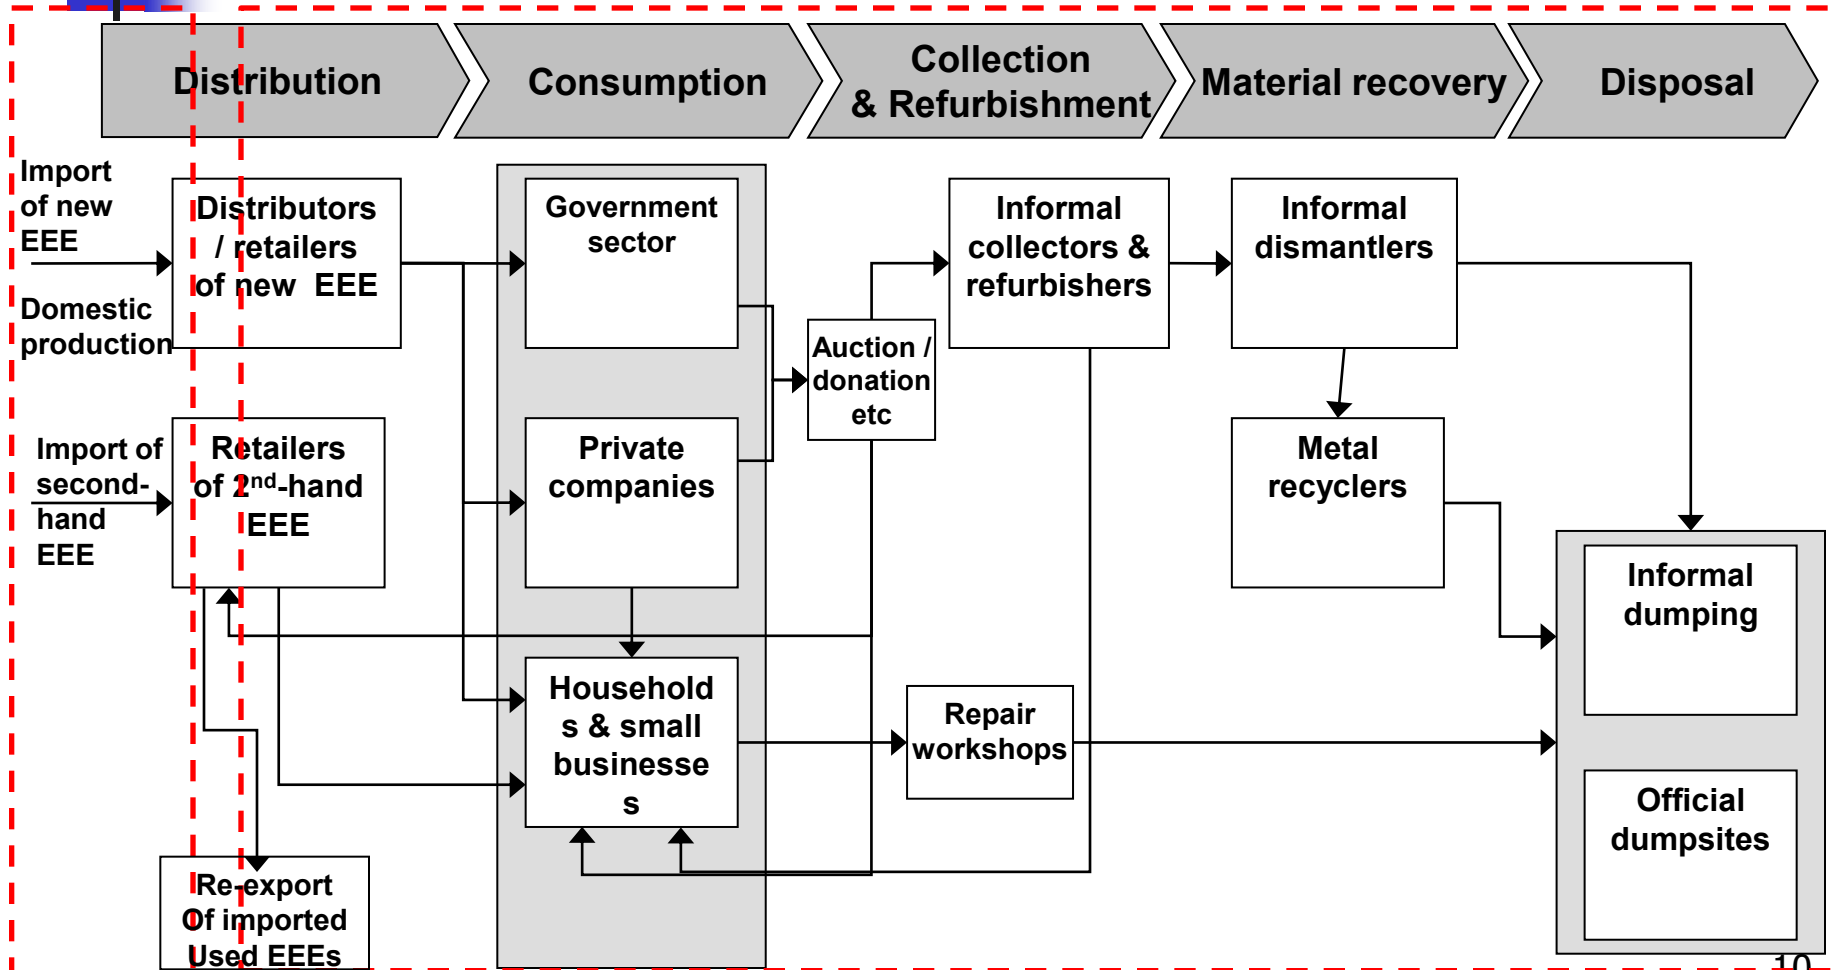 Distribution
Consumption
Collection
& Refurbishment
Material recovery
Disposal
Import
of new
EEE
Domestic
production
Import of
second-
hand
EEE
Distributors
/ retailers
of new EEE
Retailers
of 2nd-hand
EEE
Re-export
Of imported
Used EEEs
Government
sector
Private
companies
Household
s & small
businesse
s
Auction /
donation
etc
Informal
collectors &
refurbishers
Repair
workshops
Informal
dismantlers
Metal
recyclers
Informal
dumping
Official
dumpsites
10